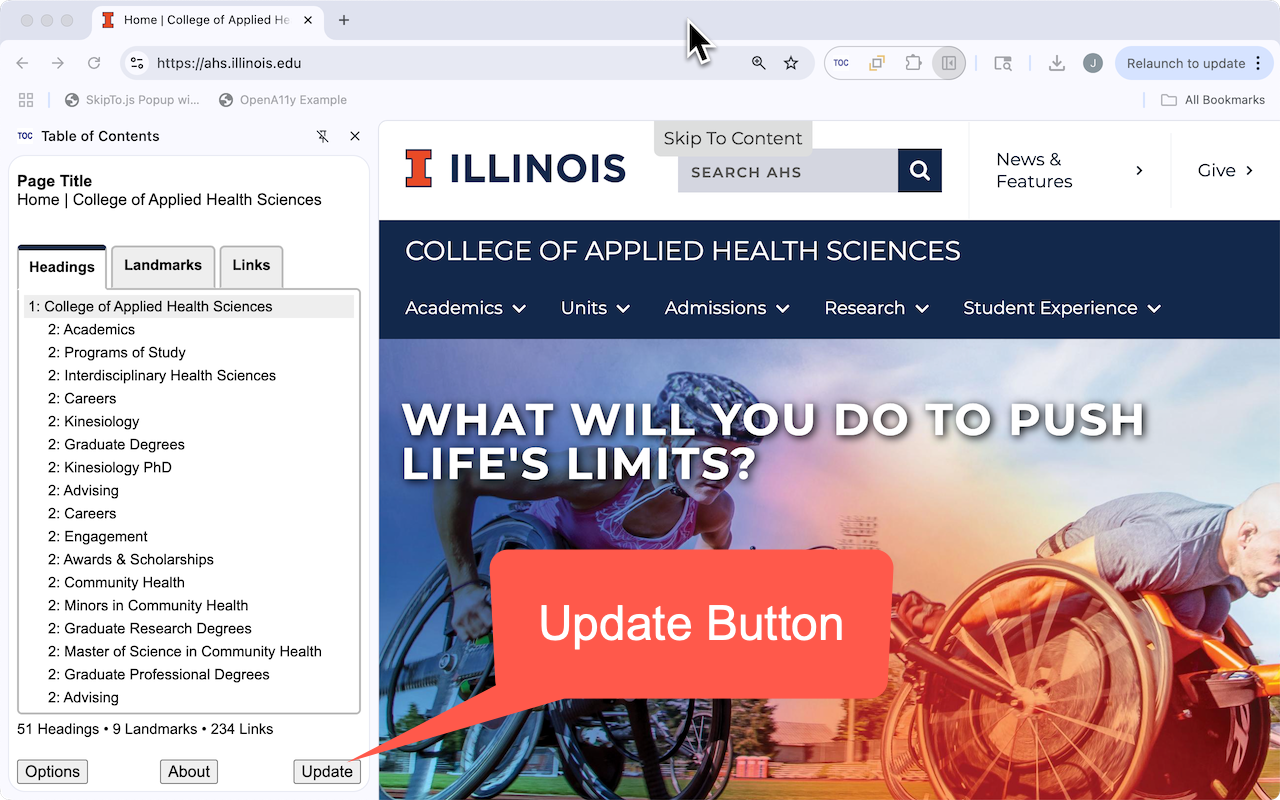 Home | College of Applied He
https://ahs.illinois.edu
TOC
J
Relaunch to update
SkipTo.js Popup wi...
OpenA11y Example
All Bookmarks
TOC Table of Contents
Page Title
Home | College of Applied Health Sciences
Headings
Landmarks
Links
1: College of Applied Health Sciences
2: Academics
2: Programs of Study
2: Interdisciplinary Health Sciences
2: Careers
2: Kinesiology
2: Graduate Degrees
2: Kinesiology PhD
2: Advising
2: Careers
2: Engagement
2: Awards & Scholarships
2: Community Health
2: Minors in Community Health
2: Graduate Research Degrees
2: Master of Science in Community Health
2: Graduate Professional Degrees
2: Advising
51 Headings • 9 Landmarks • 234 Links
Options
About
Update
Skip To Content
ILLINOIS
SEARCH AHS
News &
Features
Give
COLLEGE OF APPLIED HEALTH SCIENCES
Academics
Units
Admissions
Research
Student Experience
WHAT WILL YOU DO TO PUSH
LIFE'S LIMITS?
Update Button